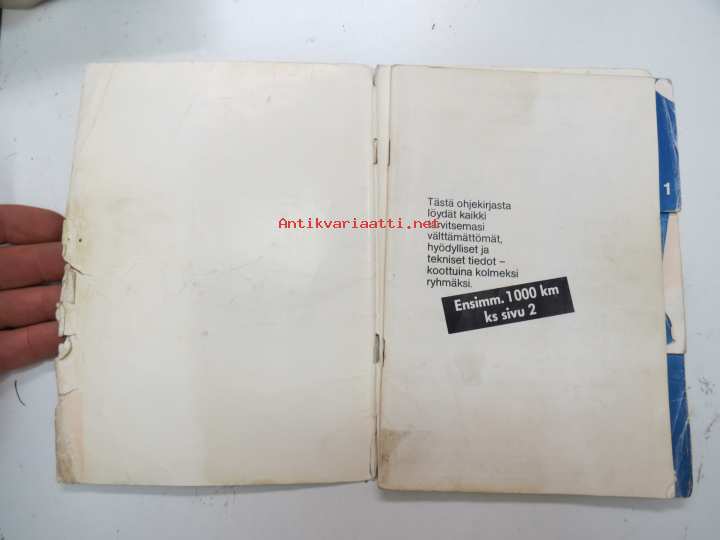 Tästä ohjekirjasta
löydät kaikki
Antikvariaatti.net
tarvitsemasi
välttämättömät,
hyödylliset ja
tekniset tiedot –
koottuina kolmeksi
ryhmäksi.
Ensimm. 1000 km
ks sivu 2
1